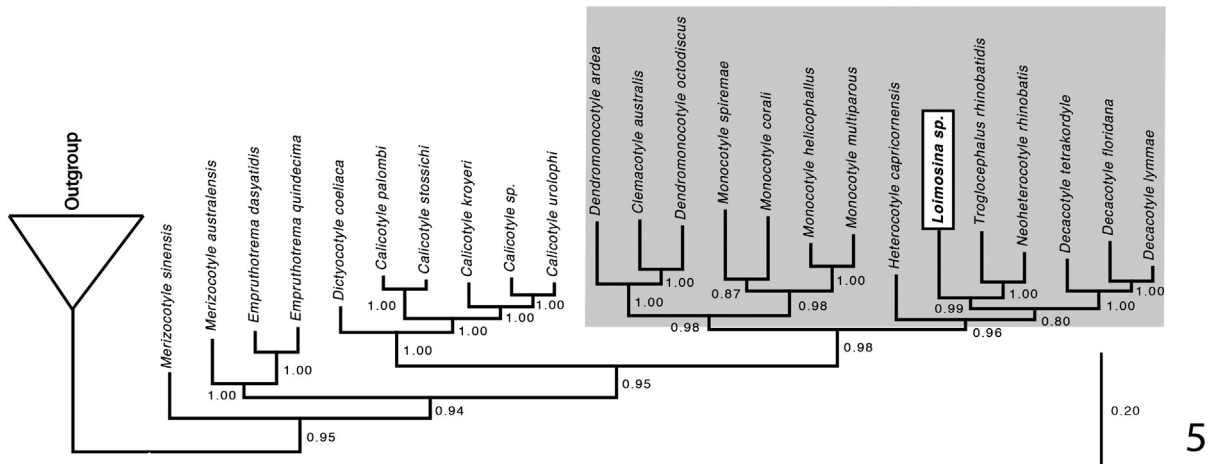 Outgroup
Merizocotyle sinensis
Merizocotyle australensis
Empruthotrema dasyatidis
Empruthotrema quindecima
Dictyocotyle coeliaca
Calicotyle palombi
Calicotyle stossichi
Calicotyle kroyeri
Calicotyle sp.
Calicotyle urolophi
Dendromonocotyle ardea
Clemacotyle australis
Dendromonocotyle octodiscus
Monocotyle spiremae
Monocotyle corali
Monocotyle helicophallus
Monocotyle multiparous
Heterocotyle capricornensis
Loimosina sp.
Troglocephalus rhinobatidis
Neoheterocotyle rhinobatis
Decacotyle tetrakordyle
Decacotyle floridana
Decacotyle lymmae
1.00
1.00
0.87
1.00
0.98
0.98
1.00
0.99
1.00
1.00
0.80
0.96
1.00
1.00
1.00
1.00
1.00
0.98
1.00
1.00
0.95
0.94
0.95
0.20
5